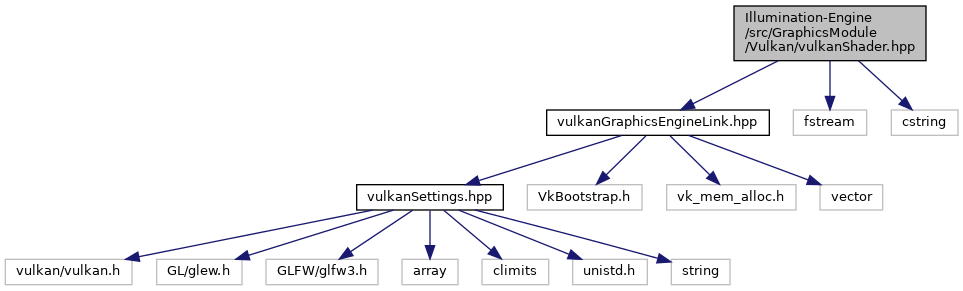 Illumination-Engine
/src/GraphicsModule
/Vulkan/vulkanShader.hpp
vulkanGraphicsEngineLink.hpp
fstream
cstring
vulkanSettings.hpp
VkBootstrap.h
vk_mem_alloc.h
vector
vulkan/vulkan.h
GL/glew.h
GLFW/glfw3.h
array
climits
unistd.h
string